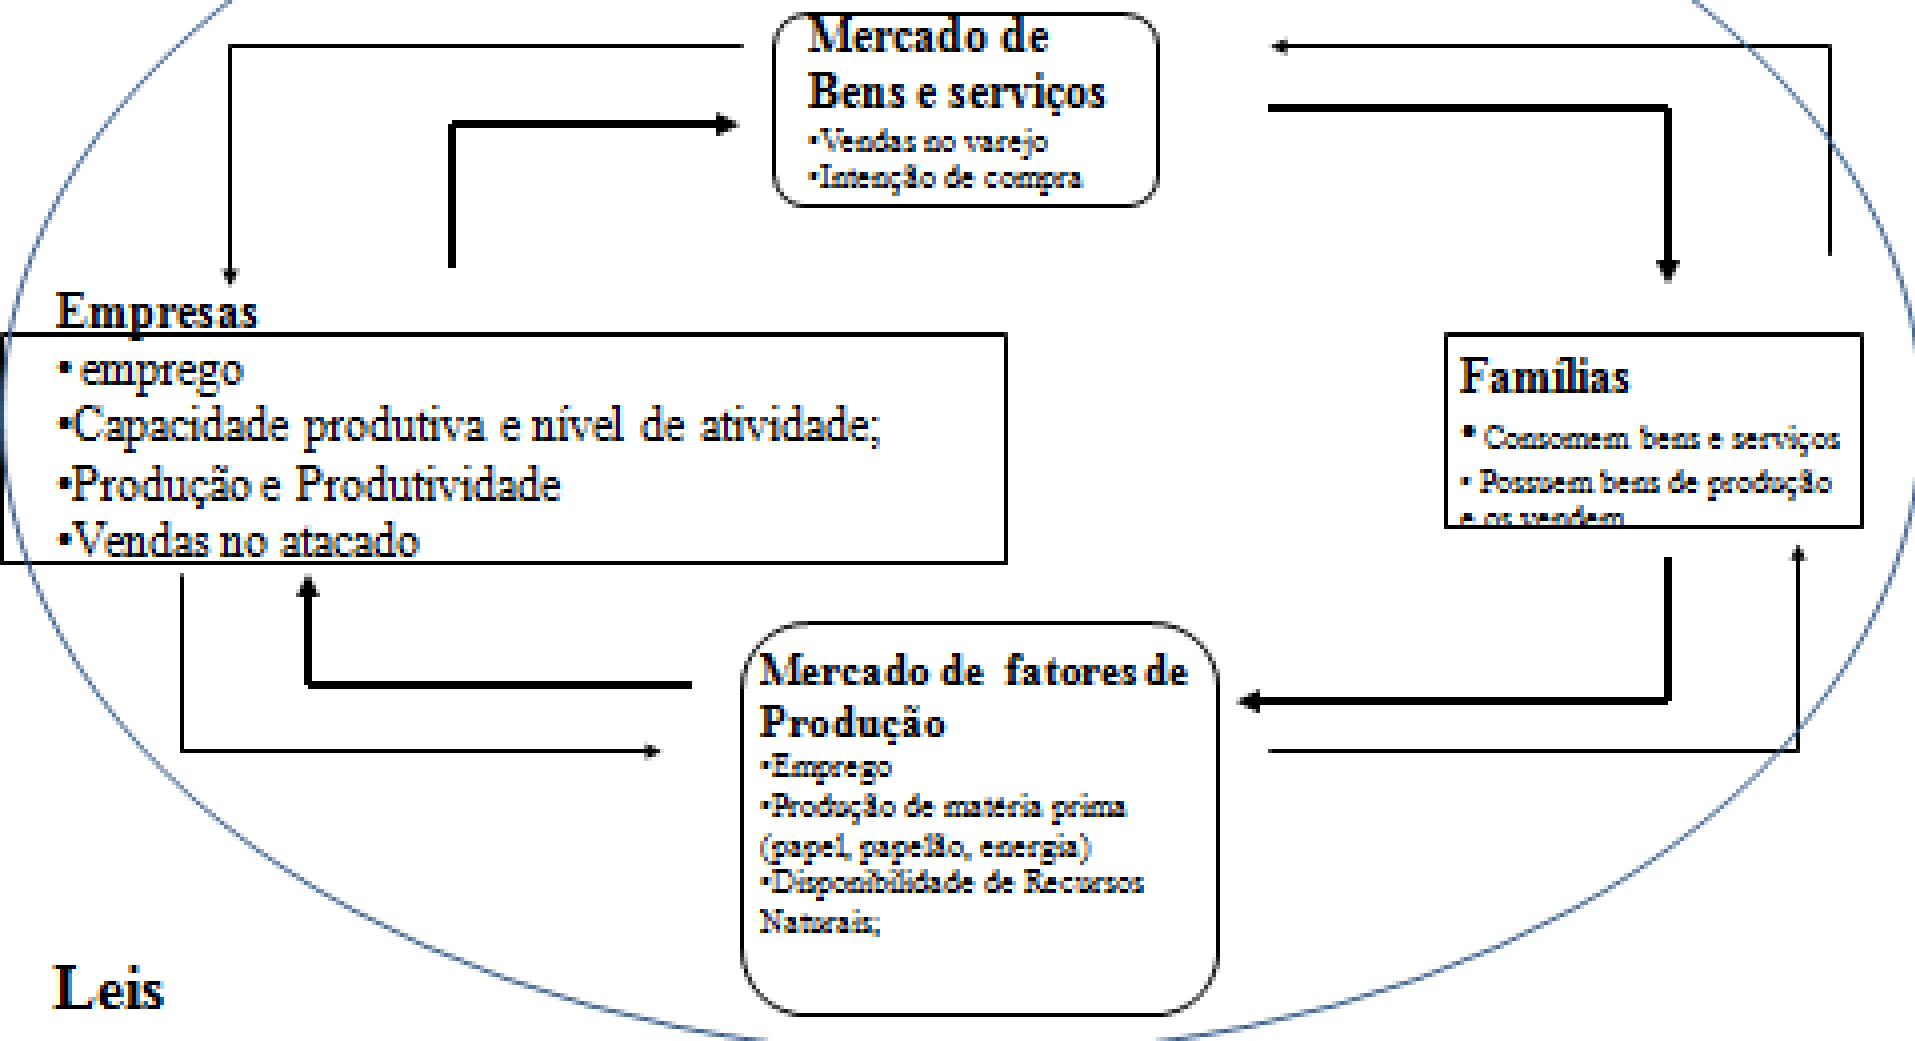 Mercado de
Bens e serviços
•Vendas no varejo
•Intenção de compra
Empresas
• emprego
•Capacidade produtiva e nível de atividade;
•Produção e Produtividade
•Vendas no atacado
Famílias
• Consomem bens e serviços
• Possuem bens de produção
e os vendem
Mercado de fatores de
Produção
•Emprego
•Produção de matéria prima
(papel, papelão, energia)
•Disponibilidade de Recursos
Naturais;
Leis